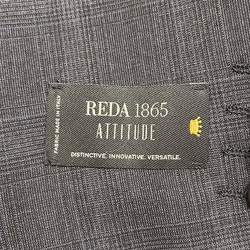 FABRIC MADE IN ITALY
REDA 1865
ATTITUDE
DISTINCTIVE. INNOVATIVE. VERSATILE.